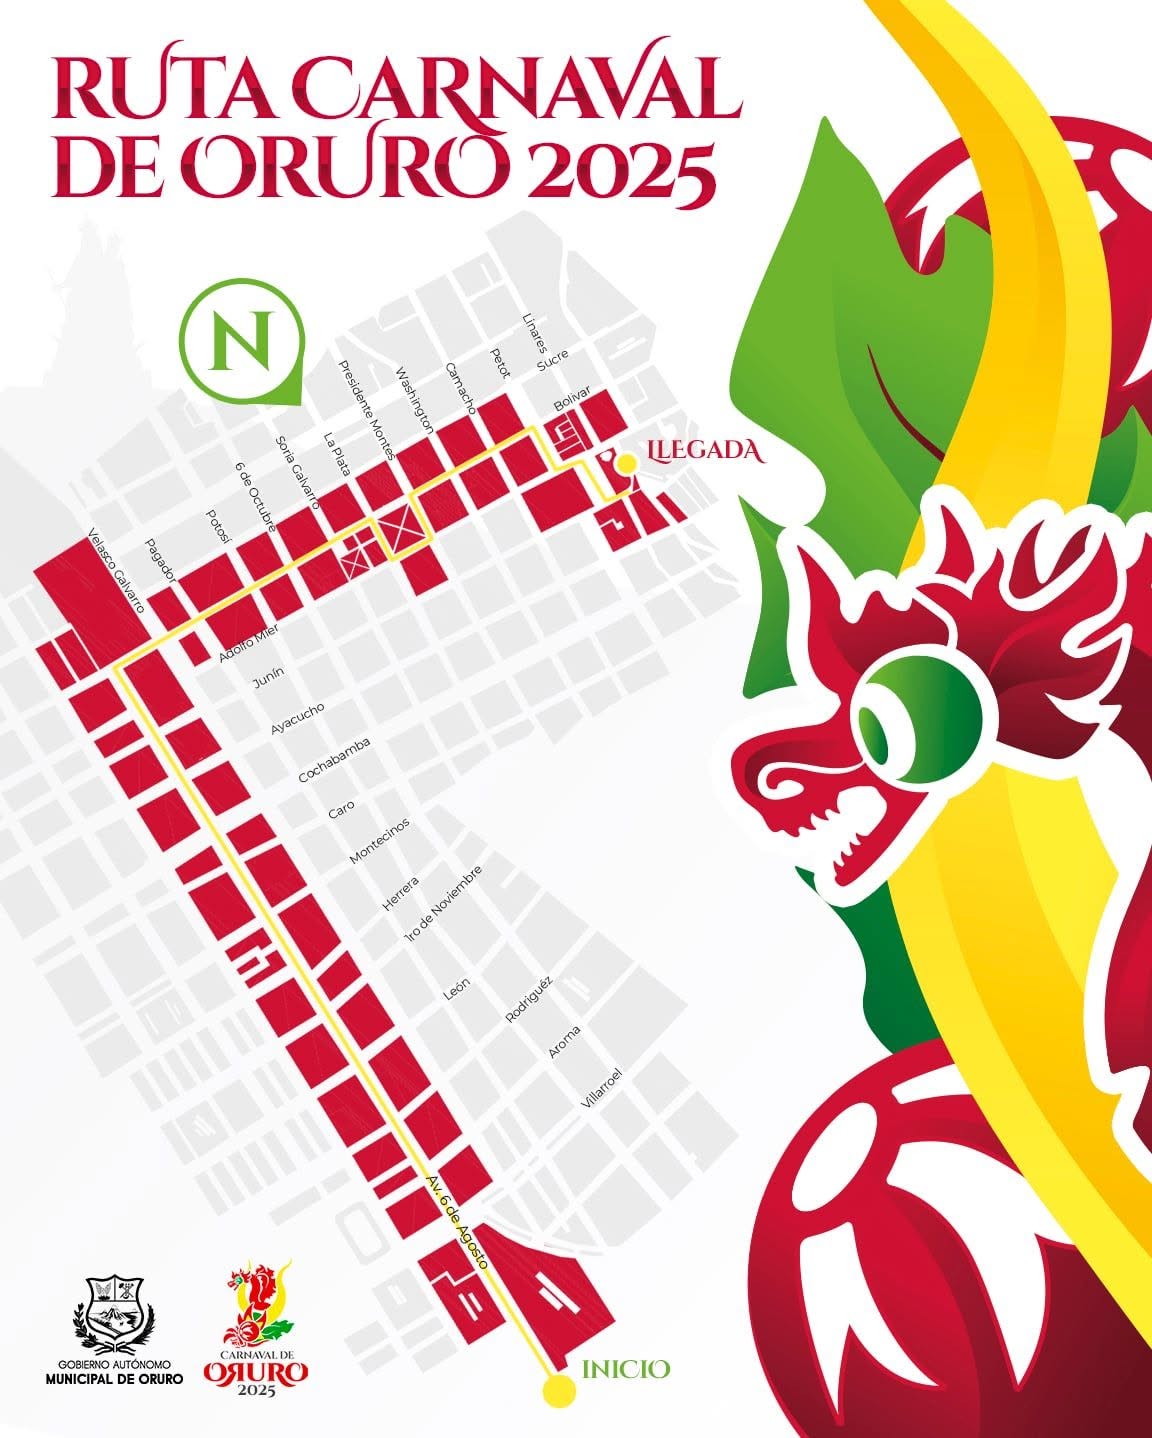 RUTA CARNAVAL
DE ORURO 2025
N
Linares
Sucre
Petot
Camacho
Washington
Presidente Montes
Bolivar
La Plata
Soria Galvarro
6 de Octubre
Potosí
Pagador
Velasco Galvarro
LLEGADA
Adolfo Mier
Junín
Ayacucho
Cochabamba
Caro
Montecinos
Herrera
1ro de Noviembre
León
Rodriguéz
Aroma
Villarroel
Av. 6 de Agosto
INICIO
GOBIERNO AUTÓNOMO
MUNICIPAL DE ORURO
CARNAVAL DE
ORURO
2025